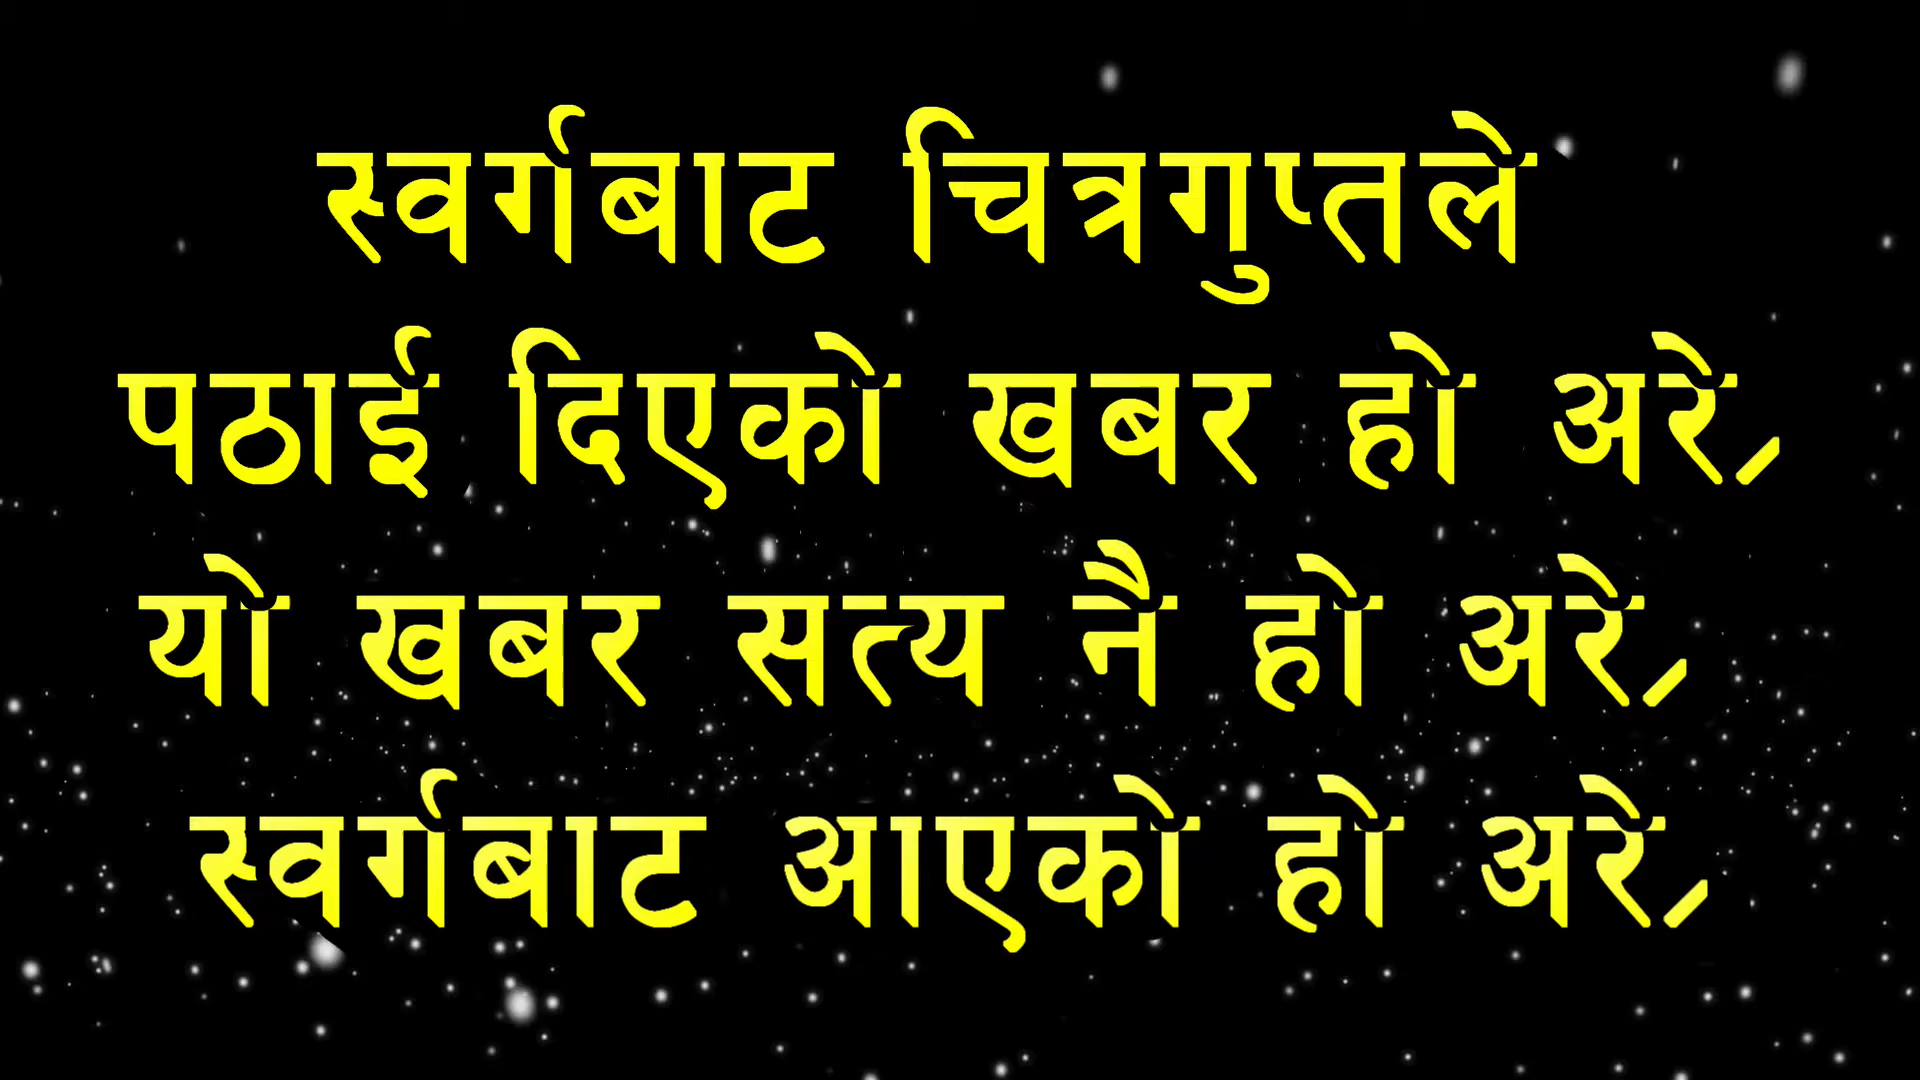 स्वर्गबाट चित्रगुप्तले
पठाई दिएको खबर हो अरे,
यो खबर सत्य नै हो अरे,
स्वर्गबाट आएको हो अरे,